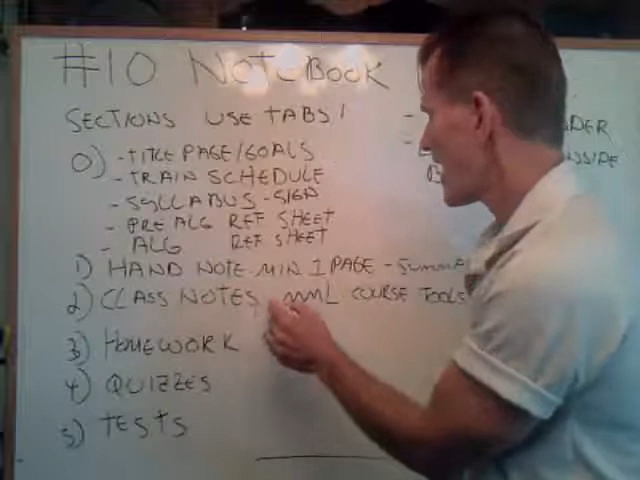 #10 NOTEBOOK
SECTIONS USE TABS!
0) - TITLE PAGE/GOALS
- TRAIN SCHEDULE
- SYLLABUS - SIGN
- PRE ALG REF SHEET
- ALG REF SHEET
1) HAND NOTE MIN 1 PAGE -
2) CLASS NOTES MML COURSE TOOLS
3) HOMEWORK
4) QUIZZES
5) TESTS